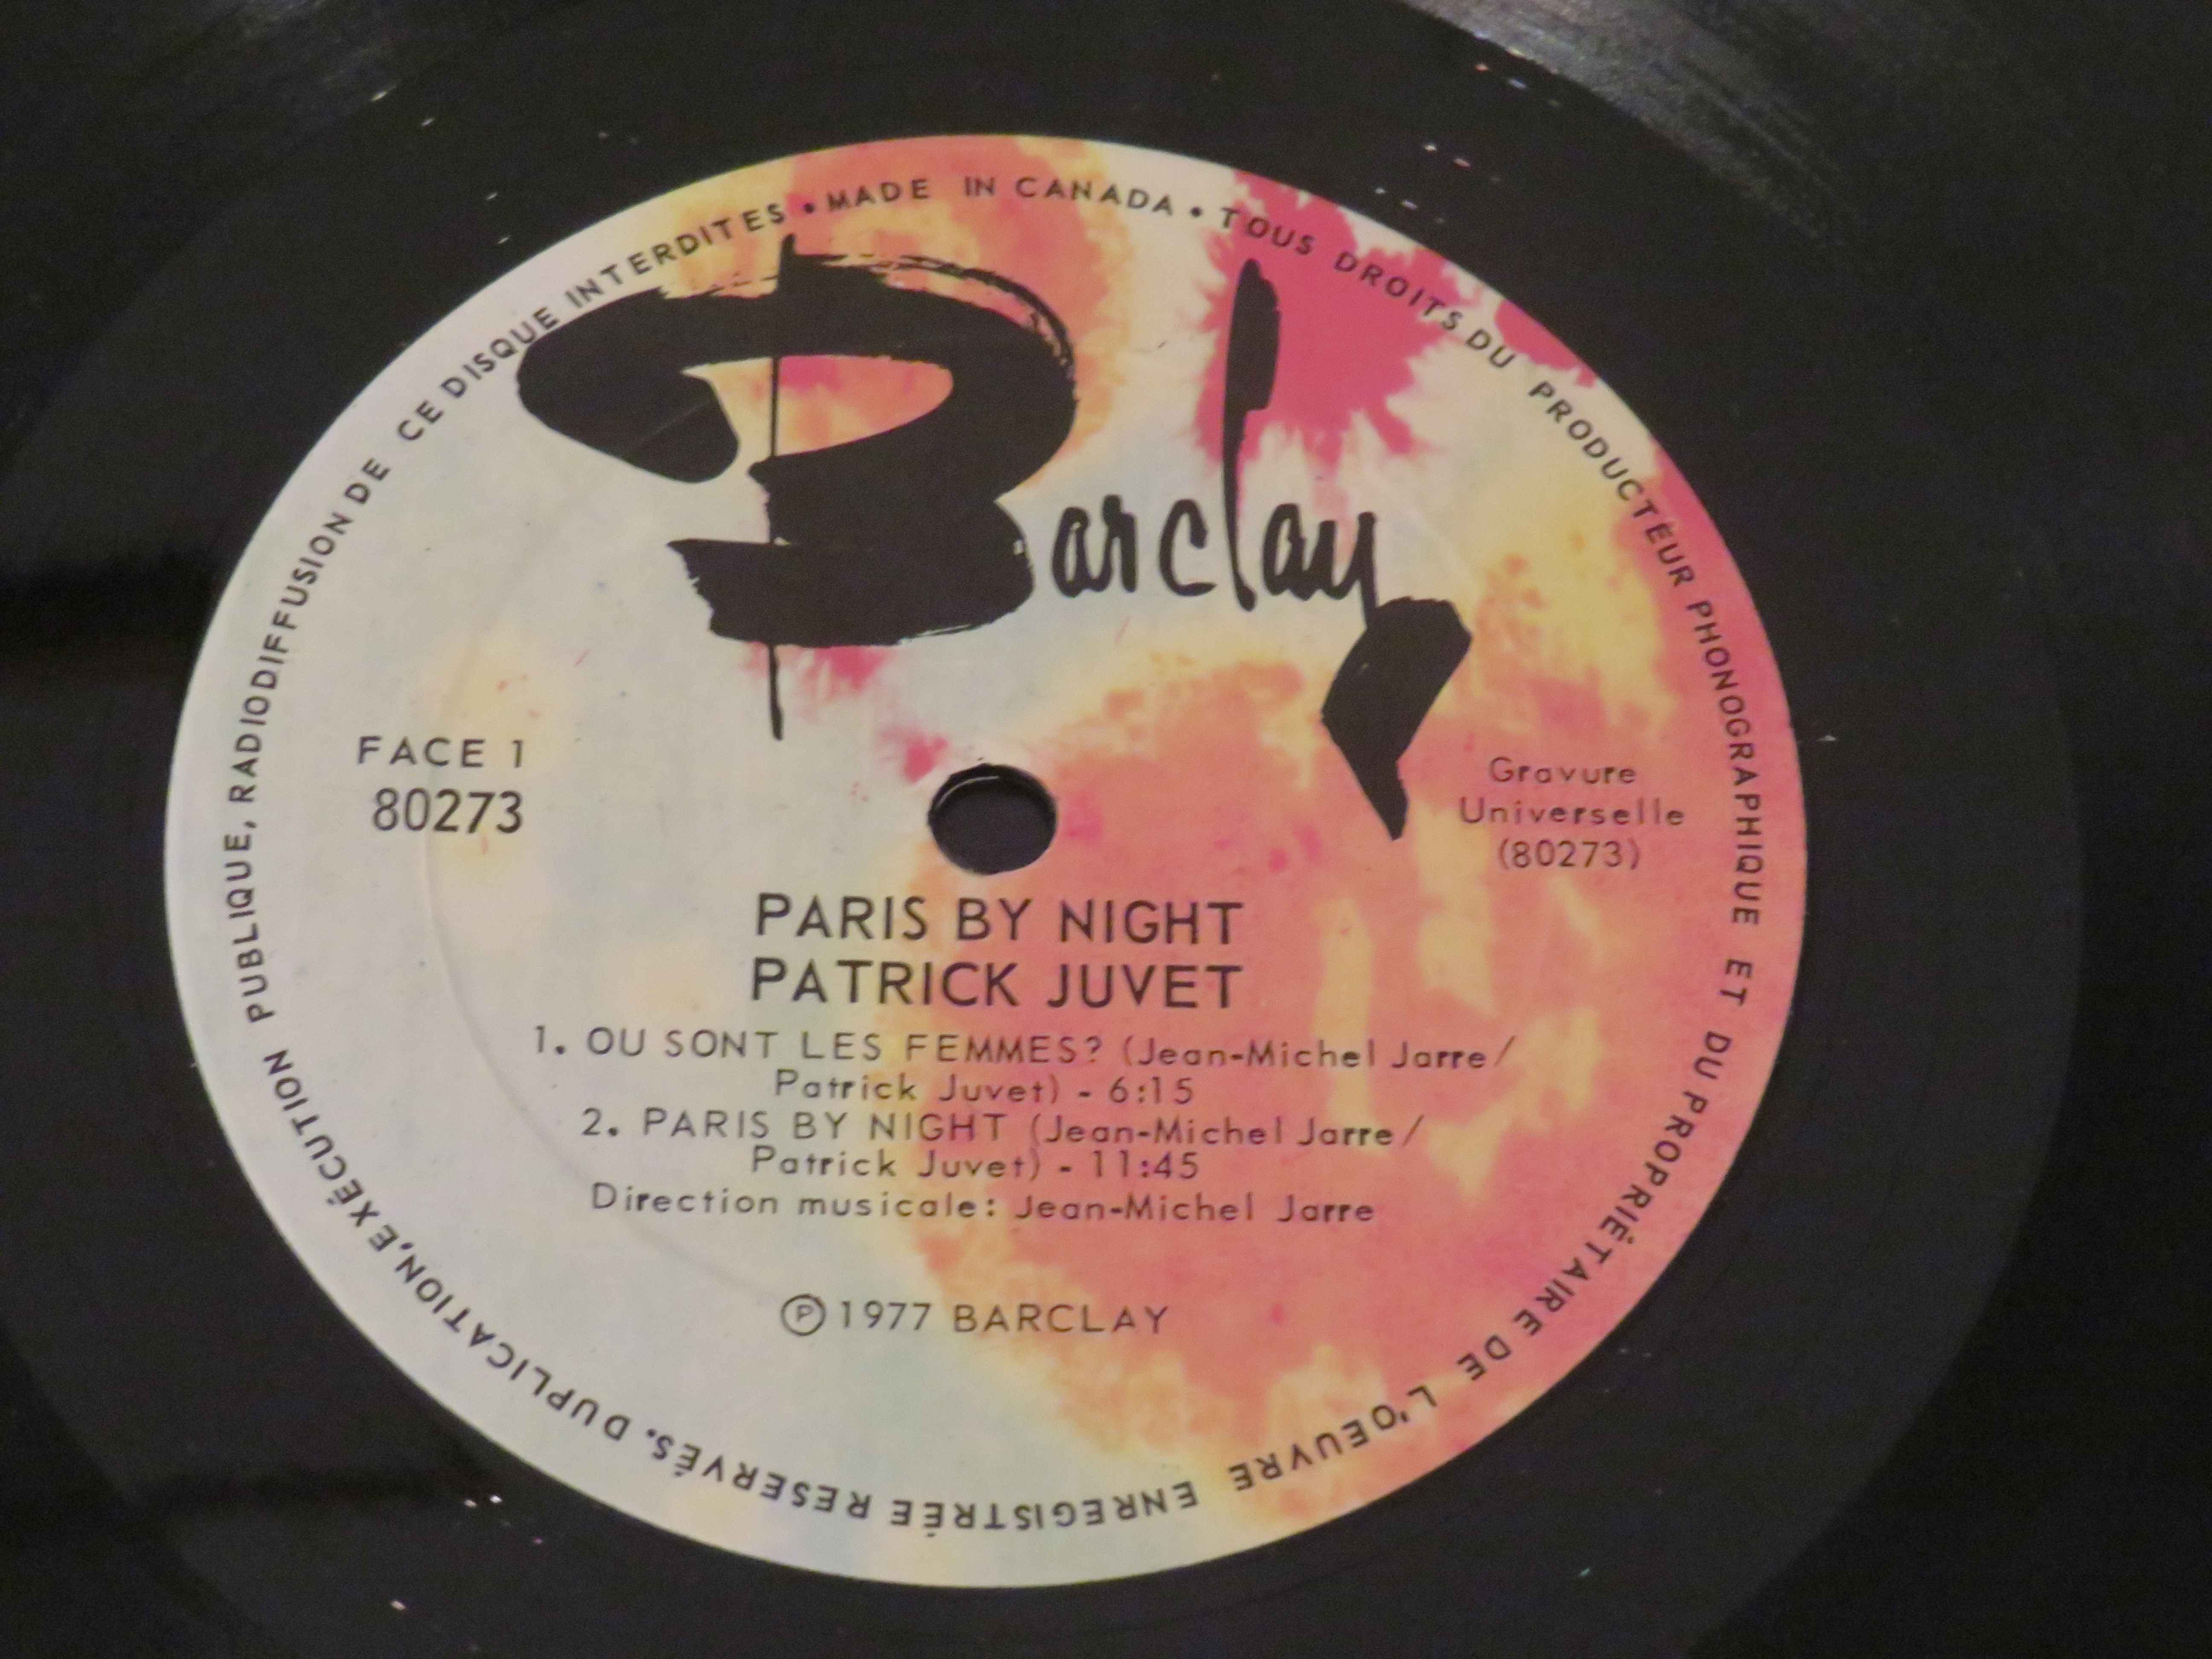 MADE IN CANADA • TOUS DROITS DU PRODUCTEUR PHONOGRAPHIQUE ET DU PROPRIÉTAIRE DE L'OEUVRE ENREGISTRÉE RESERVÉS. DUPLICATION, EXÉCUTION PUBLIQUE, RADIODIFFUSION DE CE DISQUE INTERDITES •
Barclay
FACE 1
80273
Gravure
Universelle
(80273)
PARIS BY NIGHT
PATRICK JUVET
1. OU SONT LES FEMMES? (Jean-Michel Jarre/
Patrick Juvet) - 6:15
2. PARIS BY NIGHT (Jean-Michel Jarre/
Patrick Juvet) - 11:45
Direction musicale: Jean-Michel Jarre
Ⓟ 1977 BARCLAY